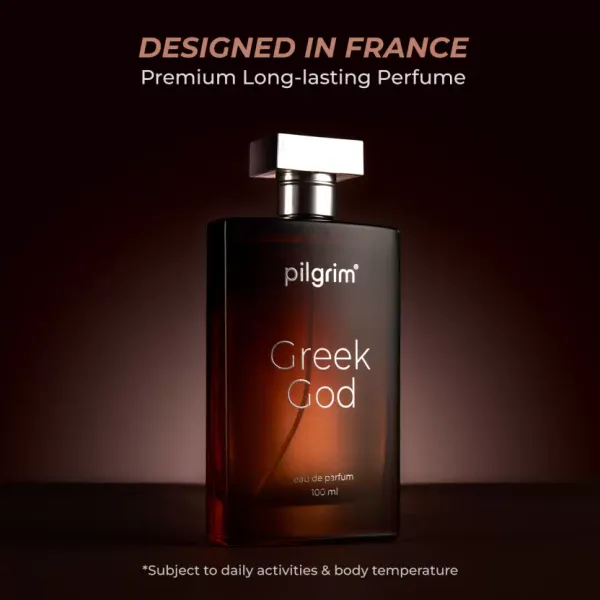 DESIGNED IN FRANCE
Premium Long-lasting Perfume
pilgrim®
Greek
God
eau de parfum
100 ml
*Subject to daily activities & body temperature